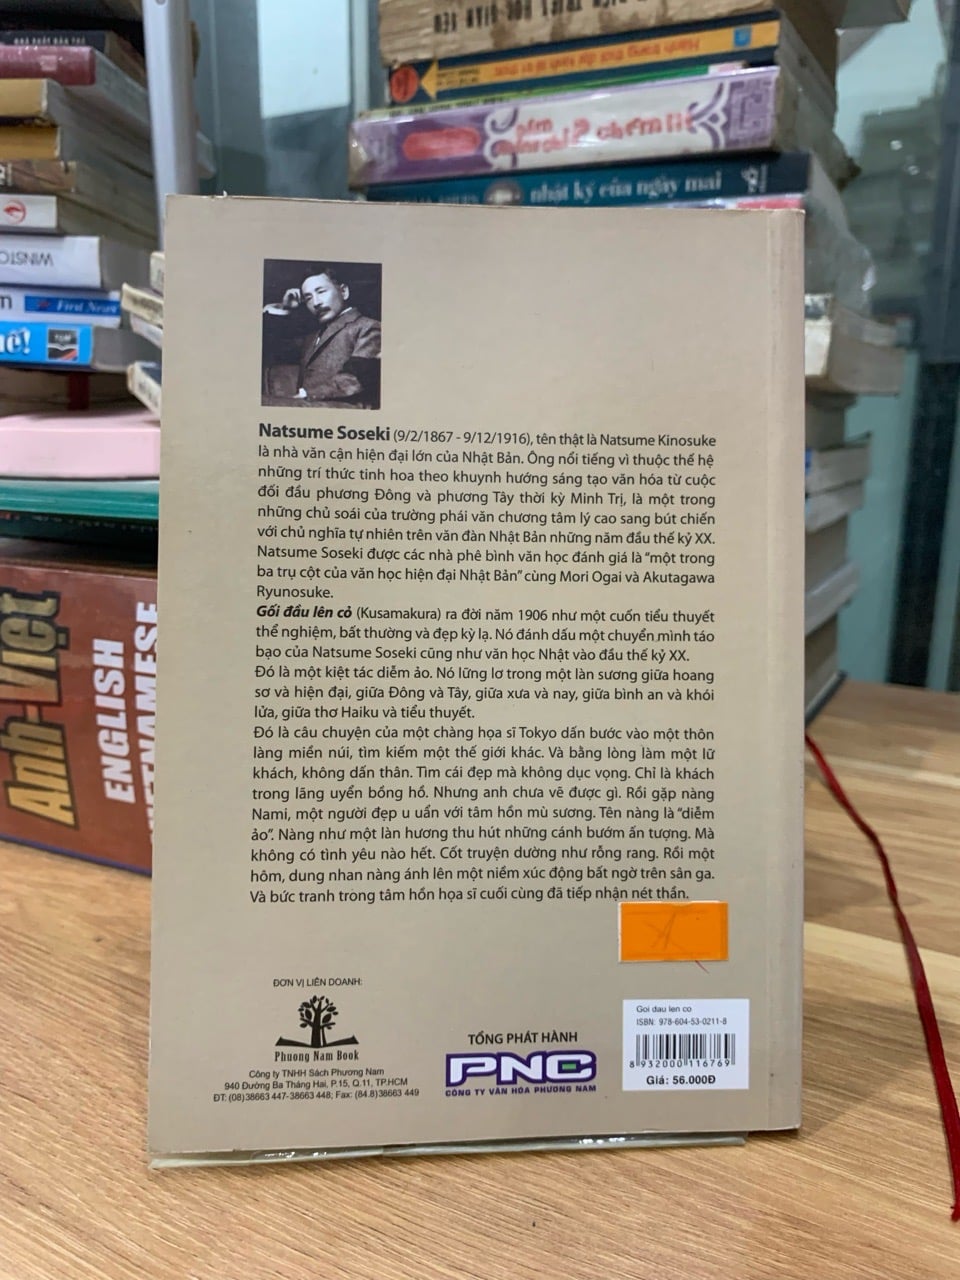 nhật ký của ngày mai
WINSTON
First News
Anh-Việt
ENGLISH
Natsume Soseki (9/2/1867 - 9/12/1916), tên thật là Natsume Kinosuke
là nhà văn cận hiện đại lớn của Nhật Bản. Ông nổi tiếng vì thuộc thế hệ
những trí thức tinh hoa theo khuynh hướng sáng tạo văn hóa từ cuộc
đối đầu phương Đông và phương Tây thời kỳ Minh Trị, là một trong
những chủ soái của trường phái văn chương tâm lý cao sang bút chiến
với chủ nghĩa tự nhiên trên văn đàn Nhật Bản những năm đầu thế kỷ XX.
Natsume Soseki được các nhà phê bình văn học đánh giá là “một trong
ba trụ cột của văn học hiện đại Nhật Bản” cùng Mori Ogai và Akutagawa
Ryunosuke.
Gối đầu lên cỏ (Kusamakura) ra đời năm 1906 như một cuốn tiểu thuyết
thể nghiệm, bất thường và đẹp kỳ lạ. Nó đánh dấu một chuyển mình táo
bạo của Natsume Soseki cũng như văn học Nhật vào đầu thế kỷ XX.
Đó là một kiệt tác diễm ảo. Nó lững lơ trong một làn sương giữa hoang
sơ và hiện đại, giữa Đông và Tây, giữa xưa và nay, giữa bình an và khói
lửa, giữa thơ Haiku và tiểu thuyết.
Đó là câu chuyện của một chàng họa sĩ Tokyo dấn bước vào một thôn
làng miền núi, tìm kiếm một thế giới khác. Và bằng lòng làm một lữ
khách, không dấn thân. Tìm cái đẹp mà không dục vọng. Chỉ là khách
trong lãng uyển bồng hồ. Nhưng anh chưa vẽ được gì. Rồi gặp nàng
Nami, một người đẹp u uẩn với tâm hồn mù sương. Tên nàng là “diễm
ảo”. Nàng như một làn hương thu hút những cánh bướm ấn tượng. Mà
không có tình yêu nào hết. Cốt truyện dường như rỗng rang. Rồi một
hôm, dung nhan nàng ánh lên một niềm xúc động bất ngờ trên sân ga.
Và bức tranh trong tâm hồn họa sĩ cuối cùng đã tiếp nhận nét thần.
ĐƠN VỊ LIÊN DOANH:
Phuong Nam Book
Công ty TNHH Sách Phương Nam
940 Đường Ba Tháng Hai, P.15, Q.11, TP.HCM
ĐT: (08)38663 447-38663 448; Fax: (84.8)38663 449
TỔNG PHÁT HÀNH
PNC
CÔNG TY VĂN HÓA PHƯƠNG NAM
Goi dau len co
ISBN: 978-604-53-0211-8
8 932000 116769
Giá: 56.000Đ